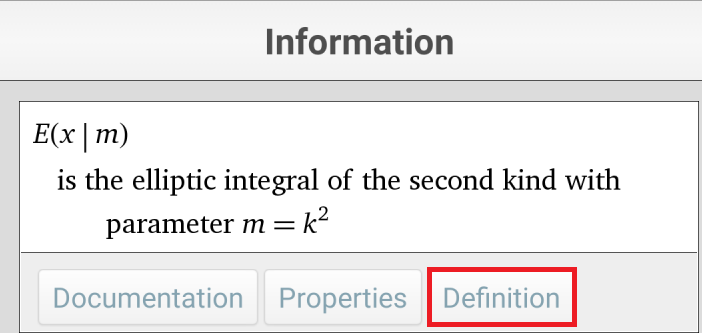 Information
E(x | m)
is the elliptic integral of the second kind with
parameter m = k²
Documentation Properties Definition